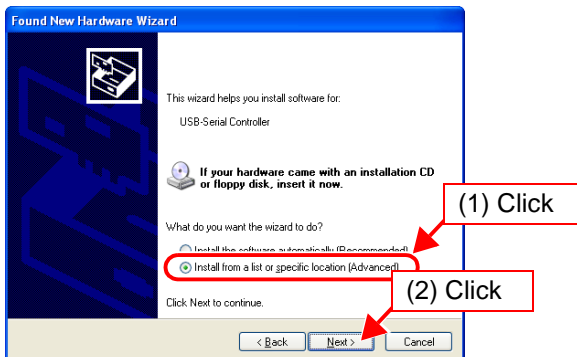 Found New Hardware Wizard
This wizard helps you install software for:
USB-Serial Controller
If your hardware came with an installation CD
or floppy disk, insert it now.
(1) Click
What do you want the wizard to do?
Install the software automatically (Recommended)
Install from a list or specific location (Advanced)
(2) Click
Click Next to continue.
< Back Next > Cancel